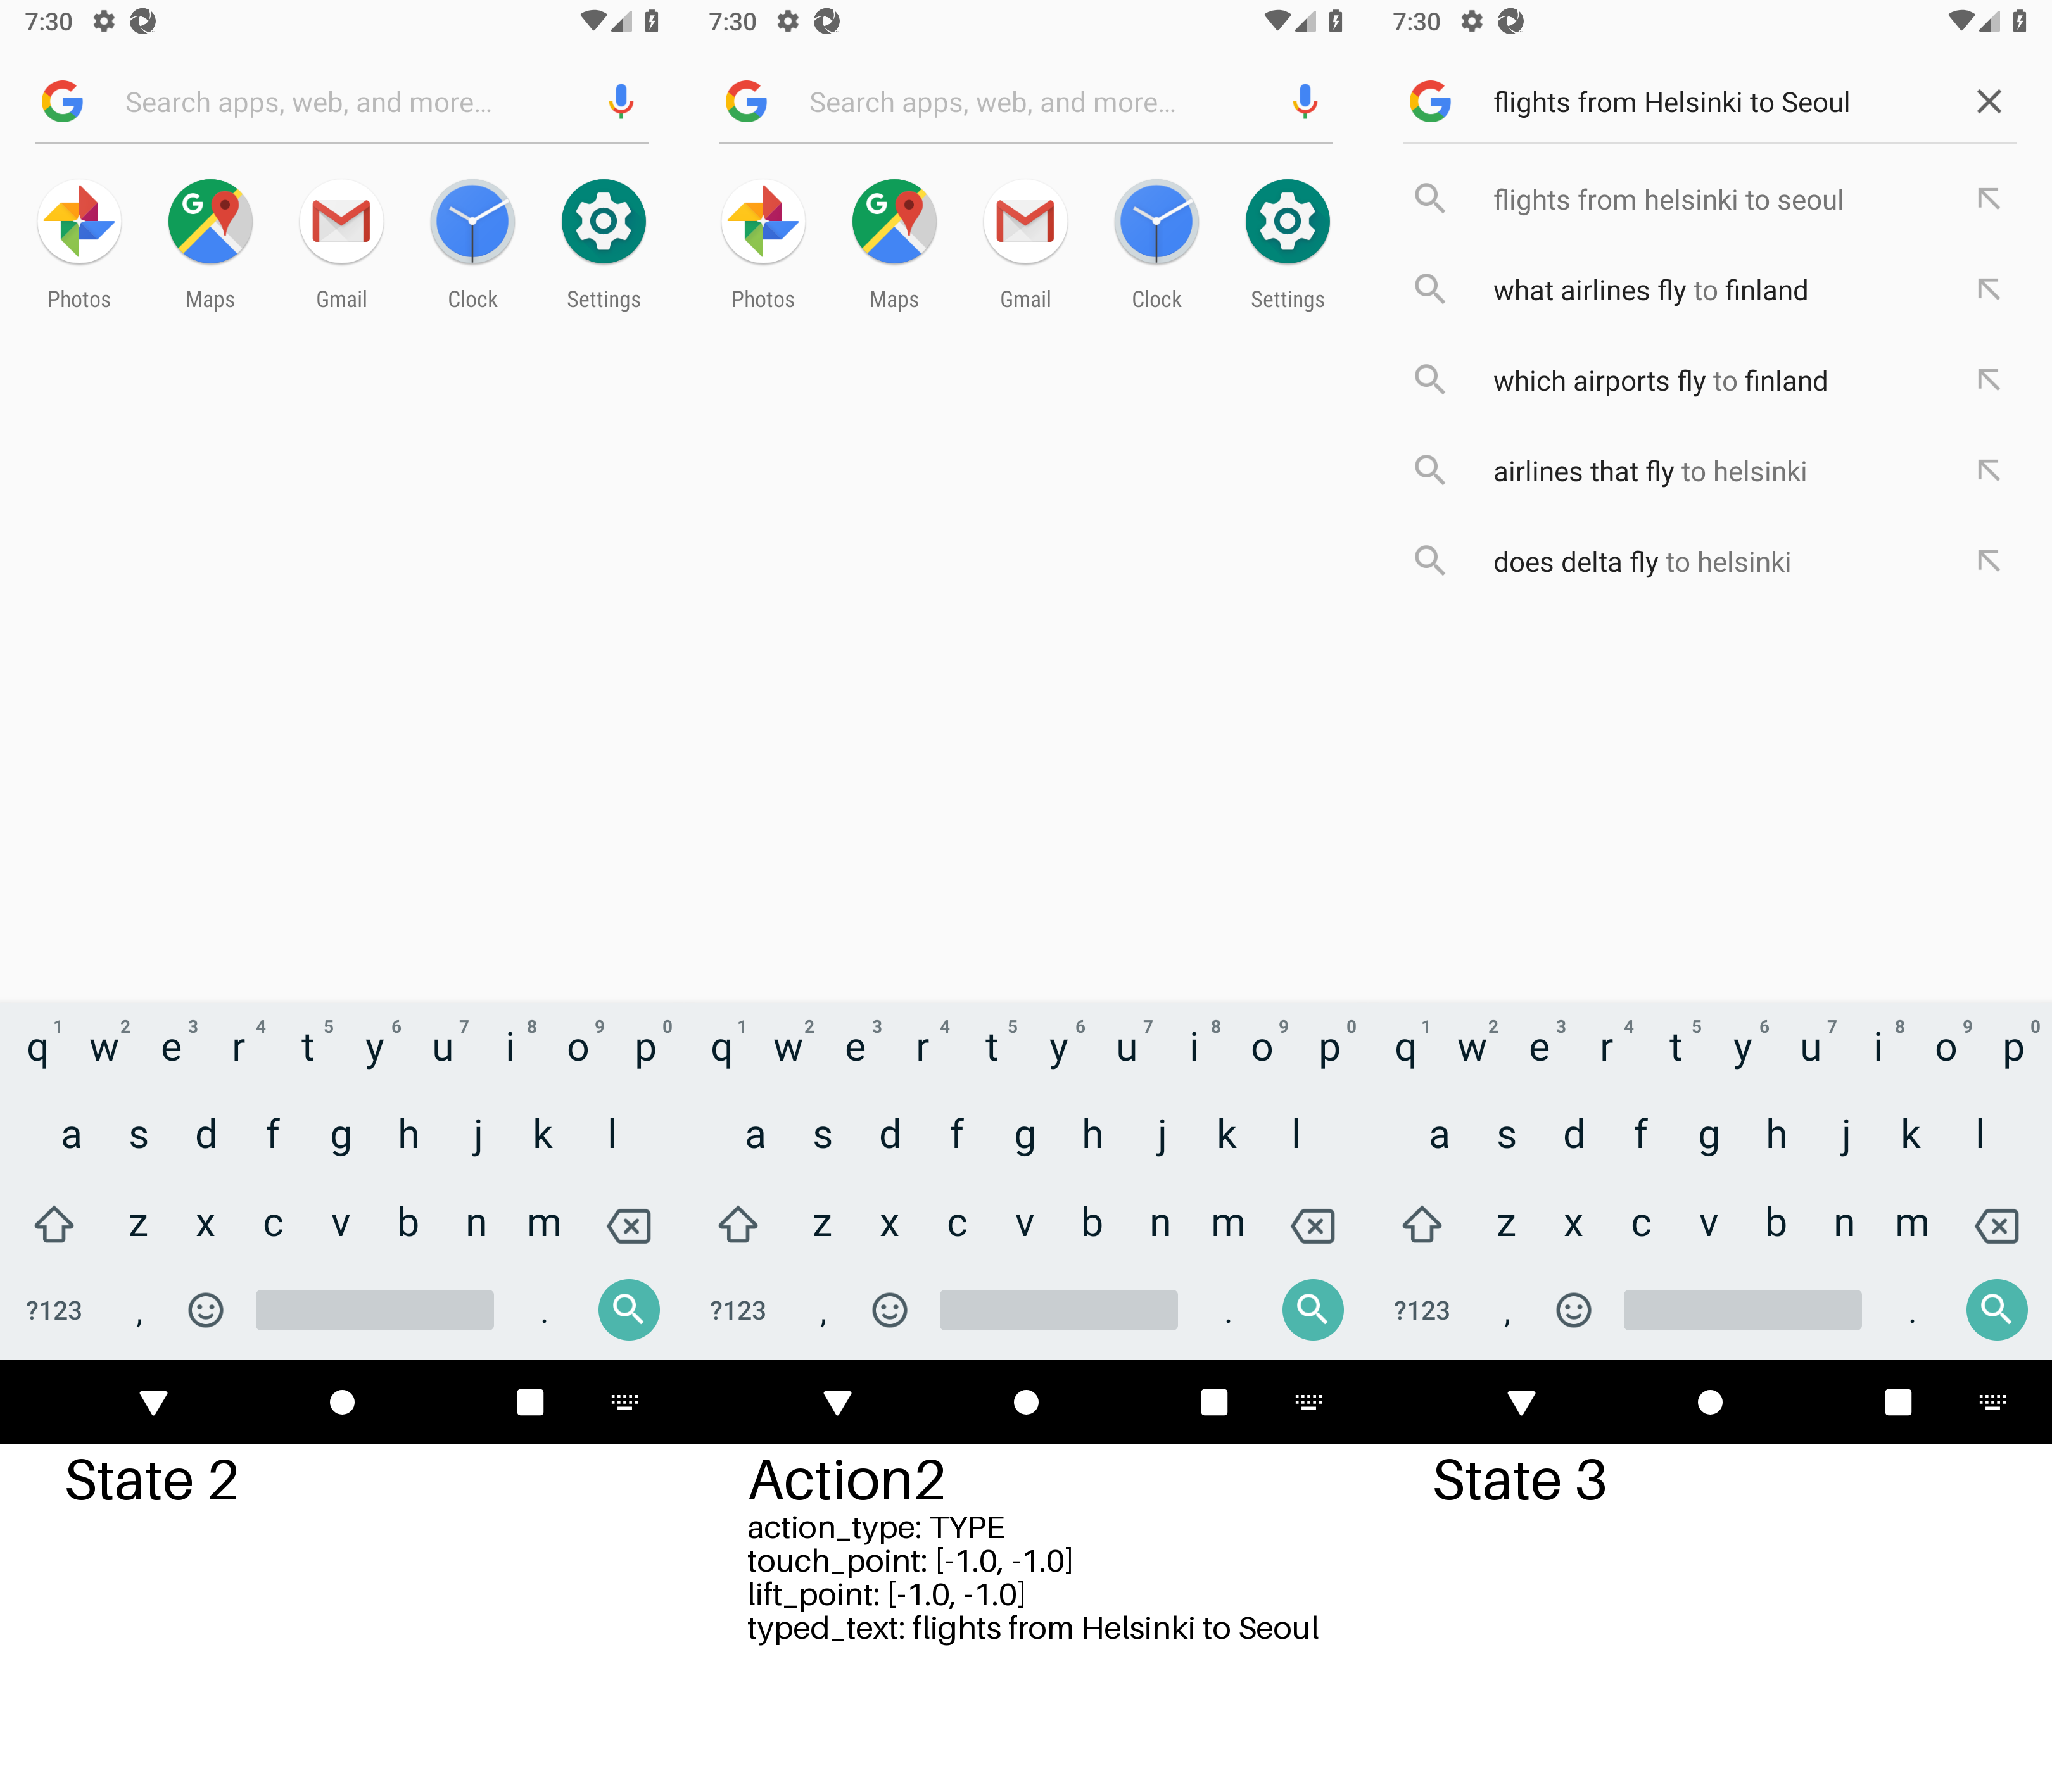 7:30
Search apps, web, and more...
Photos Maps Gmail Clock Settings
1 2 3 4 5 6 7 8 9 0
q w e r t y u i o p
a s d f g h j k l
z x c v b n m
?123 , .
State 2
7:30
Search apps, web, and more...
Photos Maps Gmail Clock Settings
1 2 3 4 5 6 7 8 9 0
q w e r t y u i o p
a s d f g h j k l
z x c v b n m
?123 , .
Action2
action_type: TYPE
touch_point: [-1.0, -1.0]
lift_point: [-1.0, -1.0]
typed_text: flights from Helsinki to Seoul
7:30
flights from Helsinki to Seoul
flights from helsinki to seoul
what airlines fly to finland
which airports fly to finland
airlines that fly to helsinki
does delta fly to helsinki
1 2 3 4 5 6 7 8 9 0
q w e r t y u i o p
a s d f g h j k l
z x c v b n m
?123 , .
State 3